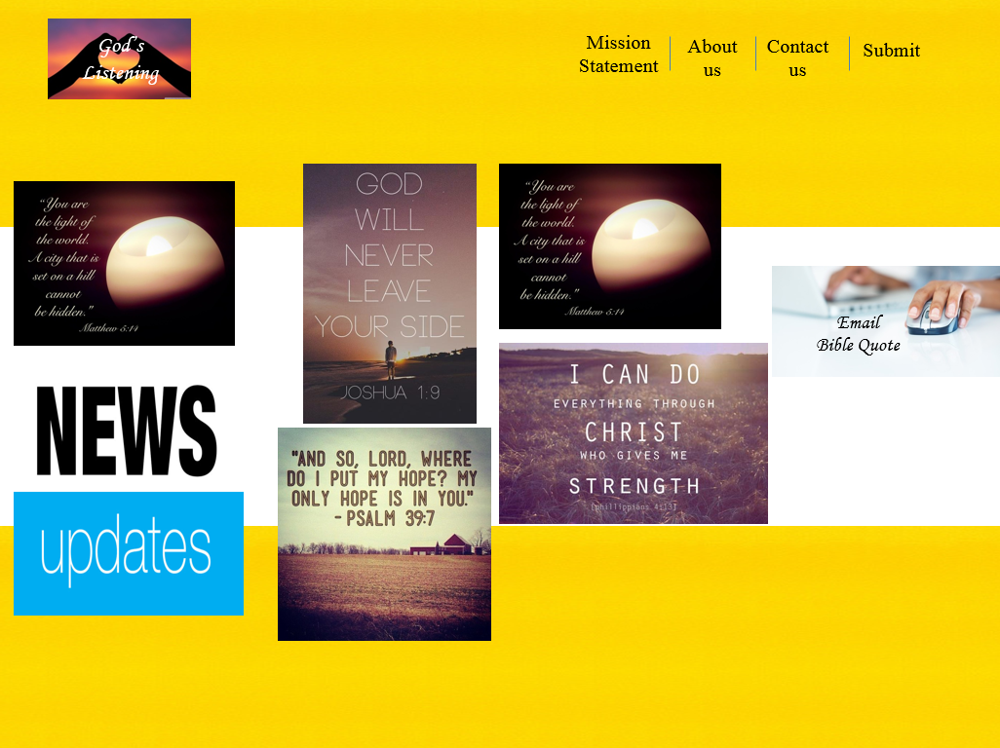 God's
Listening
Mission
Statement
About
us
Contact
us
Submit
"You are
the light of
the world.
A city that is
set on a hill
cannot
be hidden."
Matthew 5:14
GOD
WILL
NEVER
LEAVE
YOUR SIDE
JOSHUA 1:9
"You are
the light of
the world.
A city that is
set on a hill
cannot
be hidden."
Matthew 5:14
Email
Bible Quote
NEWS
updates
"AND SO, LORD, WHERE
DO I PUT MY HOPE? MY
ONLY HOPE IS IN YOU."
- PSALM 39:7
I CAN DO
EVERYTHING THROUGH
CHRIST
WHO GIVES ME
STRENGTH
[phillippians 4:13]